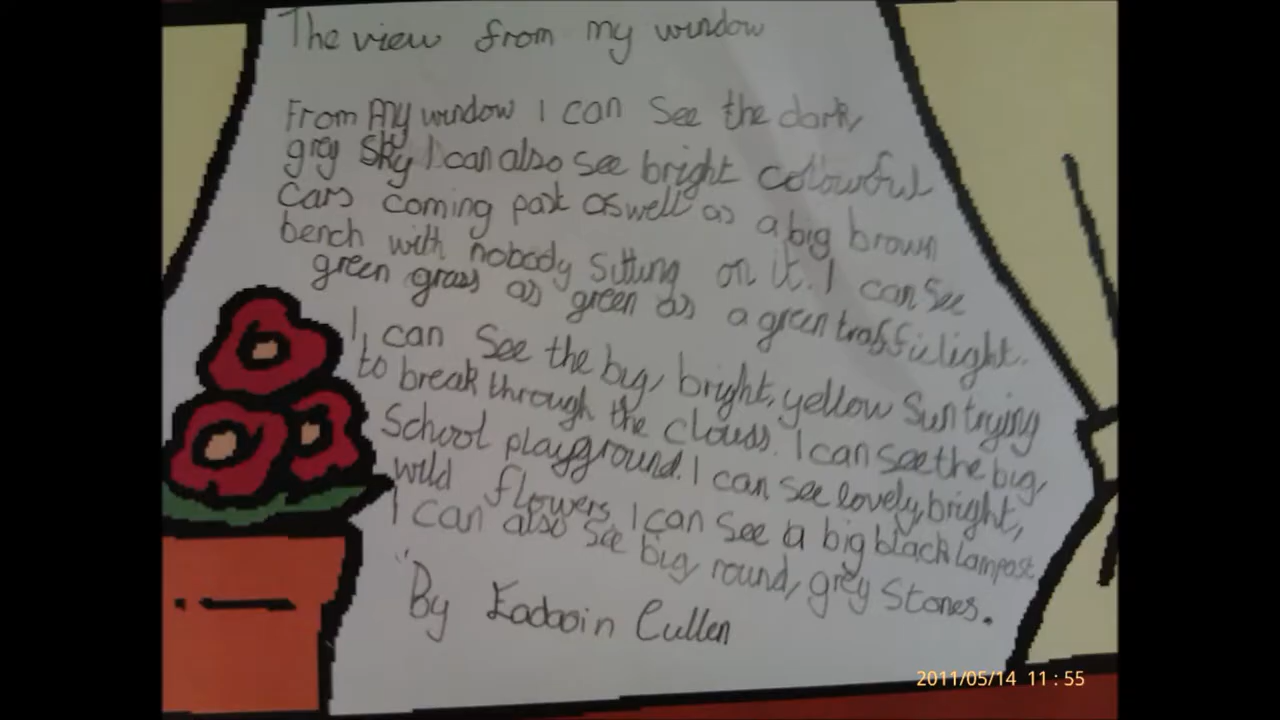 The view from my window
From my window I can see the dark,
grey sky I can also see bright colourful
cars coming past aswell as a big brown
bench with nobody sitting on it. I can see
green grass as green as a green traffic light.
I can see the big, bright, yellow sun trying
to break through the clouds. I can see the big,
school playground. I can see lovely, bright,
wild flowers, I can see a big black lampost
I can also see big, round, grey stones.
By Eadaoin Cullen
2011/05/14 11:55